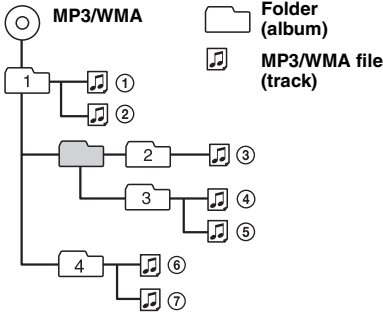 MP3/WMA
Folder
(album)
MP3/WMA file
(track)
1
①
②
2
③
3
④
⑤
4
⑥
⑦